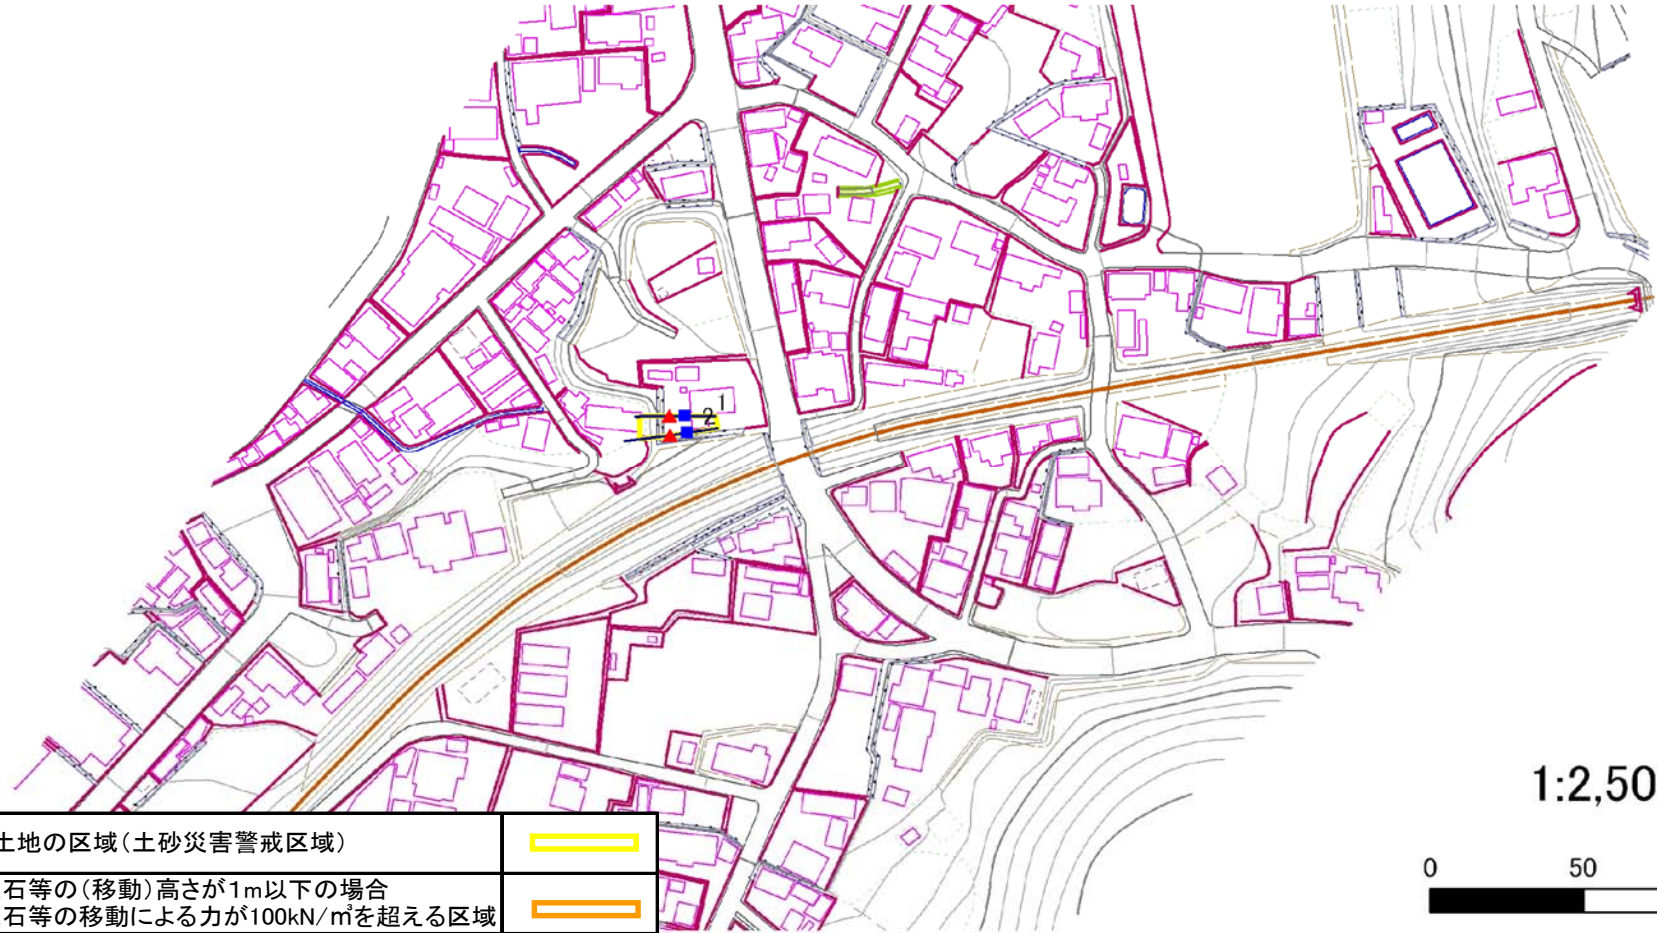 1
2
1:2,50
土地の区域(土砂災害警戒区域)
石等の(移動)高さが1m以下の場合
石等の移動による力が100kN/㎡を超える区域
0 50